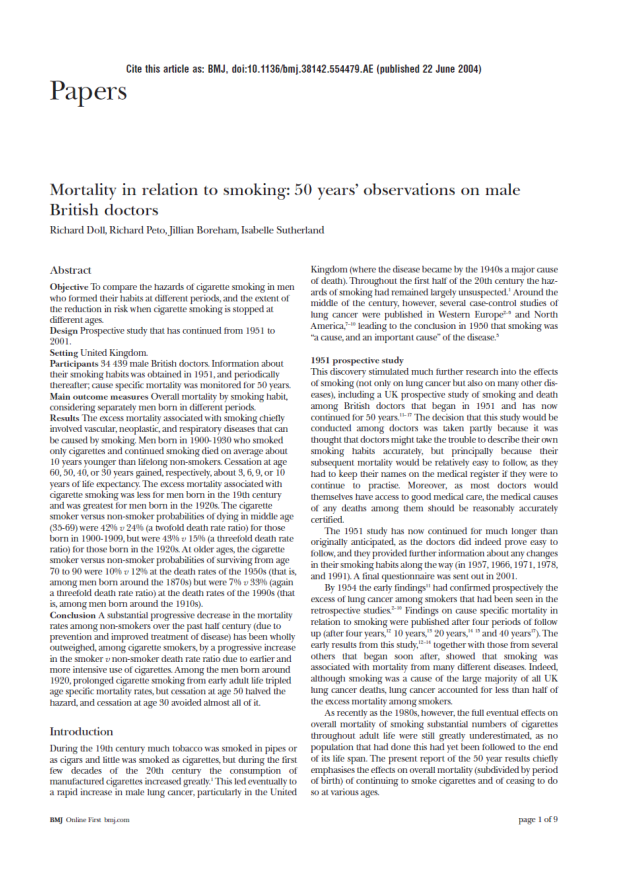 Cite this article as: BMJ, doi:10.1136/bmj.38142.554479.AE (published 22 June 2004)
Papers
Mortality in relation to smoking: 50 years' observations on male
British doctors
Richard Doll, Richard Peto, Jillian Boreham, Isabelle Sutherland
Abstract
Objective To compare the hazards of cigarette smoking in men
who formed their habits at different periods, and the extent of
the reduction in risk when cigarette smoking is stopped at
different ages.
Design Prospective study that has continued from 1951 to
2001.
Setting United Kingdom.
Participants 34 439 male British doctors. Information about
their smoking habits was obtained in 1951, and periodically
thereafter; cause specific mortality was monitored for 50 years.
Main outcome measures Overall mortality by smoking habit,
considering separately men born in different periods.
Results The excess mortality associated with smoking chiefly
involved vascular, neoplastic, and respiratory diseases that can
be caused by smoking. Men born in 1900-1930 who smoked
only cigarettes and continued smoking died on average about
10 years younger than lifelong non-smokers. Cessation at age
60, 50, 40, or 30 years gained, respectively, about 3, 6, 9, or 10
years of life expectancy. The excess mortality associated with
cigarette smoking was less for men born in the 19th century
and was greatest for men born in the 1920s. The cigarette
smoker versus non-smoker probabilities of dying in middle age
(35-69) were 42% v 24% (a twofold death rate ratio) for those
born in 1900-1909, but were 43% v 15% (a threefold death rate
ratio) for those born in the 1920s. At older ages, the cigarette
smoker versus non-smoker probabilities of surviving from age
70 to 90 were 10% v 12% at the death rates of the 1950s (that is,
among men born around the 1870s) but were 7% v 33% (again
a threefold death rate ratio) at the death rates of the 1990s (that
is, among men born around the 1910s).
Conclusion A substantial progressive decrease in the mortality
rates among non-smokers over the past half century (due to
prevention and improved treatment of disease) has been wholly
outweighed, among cigarette smokers, by a progressive increase
in the smoker v non-smoker death rate ratio due to earlier and
more intensive use of cigarettes. Among the men born around
1920, prolonged cigarette smoking from early adult life tripled
age specific mortality rates, but cessation at age 50 halved the
hazard, and cessation at age 30 avoided almost all of it.
Introduction
During the 19th century much tobacco was smoked in pipes or
as cigars and little was smoked as cigarettes, but during the first
few decades of the 20th century the consumption of
manufactured cigarettes increased greatly.¹ This led eventually to
a rapid increase in male lung cancer, particularly in the United
Kingdom (where the disease became by the 1940s a major cause
of death). Throughout the first half of the 20th century the haz-
ards of smoking had remained largely unsuspected.¹ Around the
middle of the century, however, several case-control studies of
lung cancer were published in Western Europe²⁻⁶ and North
America,⁷⁻¹⁰ leading to the conclusion in 1950 that smoking was
"a cause, and an important cause" of the disease.⁵
1951 prospective study
This discovery stimulated much further research into the effects
of smoking (not only on lung cancer but also on many other dis-
eases), including a UK prospective study of smoking and death
among British doctors that began in 1951 and has now
continued for 50 years.¹¹⁻¹⁷ The decision that this study would be
conducted among doctors was taken partly because it was
thought that doctors might take the trouble to describe their own
smoking habits accurately, but principally because their
subsequent mortality would be relatively easy to follow, as they
had to keep their names on the medical register if they were to
continue to practise. Moreover, as most doctors would
themselves have access to good medical care, the medical causes
of any deaths among them should be reasonably accurately
certified.
The 1951 study has now continued for much longer than
originally anticipated, as the doctors did indeed prove easy to
follow, and they provided further information about any changes
in their smoking habits along the way (in 1957, 1966, 1971, 1978,
and 1991). A final questionnaire was sent out in 2001.
By 1954 the early findings¹¹ had confirmed prospectively the
excess of lung cancer among smokers that had been seen in the
retrospective studies.²⁻¹⁰ Findings on cause specific mortality in
relation to smoking were published after four periods of follow
up (after four years,¹² 10 years,¹³ 20 years,¹⁴ ¹⁵ and 40 years¹⁷). The
early results from this study,¹²⁻¹⁴ together with those from several
others that began soon after, showed that smoking was
associated with mortality from many different diseases. Indeed,
although smoking was a cause of the large majority of all UK
lung cancer deaths, lung cancer accounted for less than half of
the excess mortality among smokers.
As recently as the 1980s, however, the full eventual effects on
overall mortality of smoking substantial numbers of cigarettes
throughout adult life were still greatly underestimated, as no
population that had done this had yet been followed to the end
of its life span. The present report of the 50 year results chiefly
emphasises the effects on overall mortality (subdivided by period
of birth) of continuing to smoke cigarettes and of ceasing to do
so at various ages.
BMJ Online First bmj.com
page 1 of 9